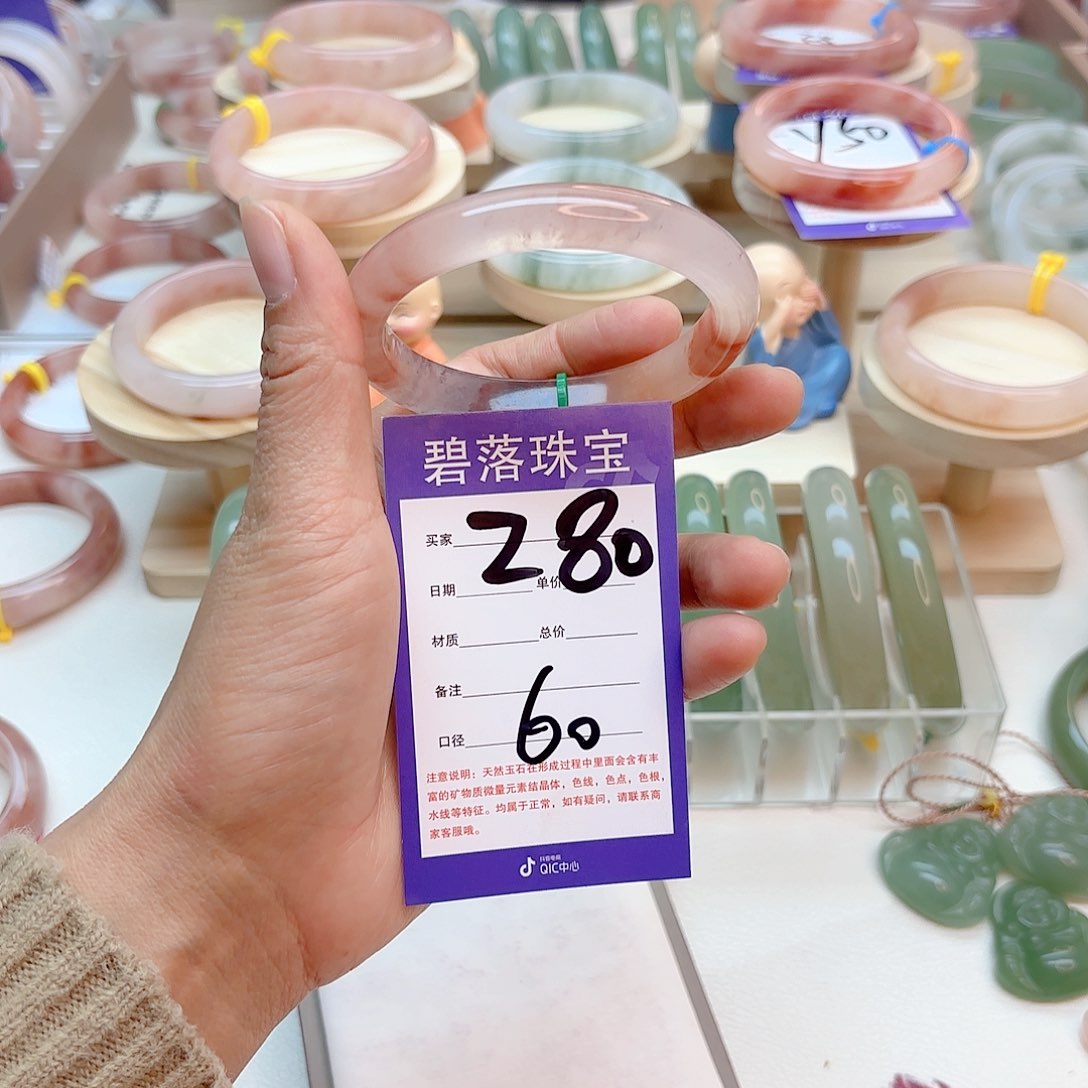 碧落珠宝
买家 280
日期 单价
材质 总价
备注
口径 60
注意说明：天然玉石在形成过程中里面会含有丰
富的矿物质微量元素结晶体，色线，色点，色根，
水线等特征。均属于正常，如有疑问，请联系商
家客服哦。
抖音电商
QIC中心